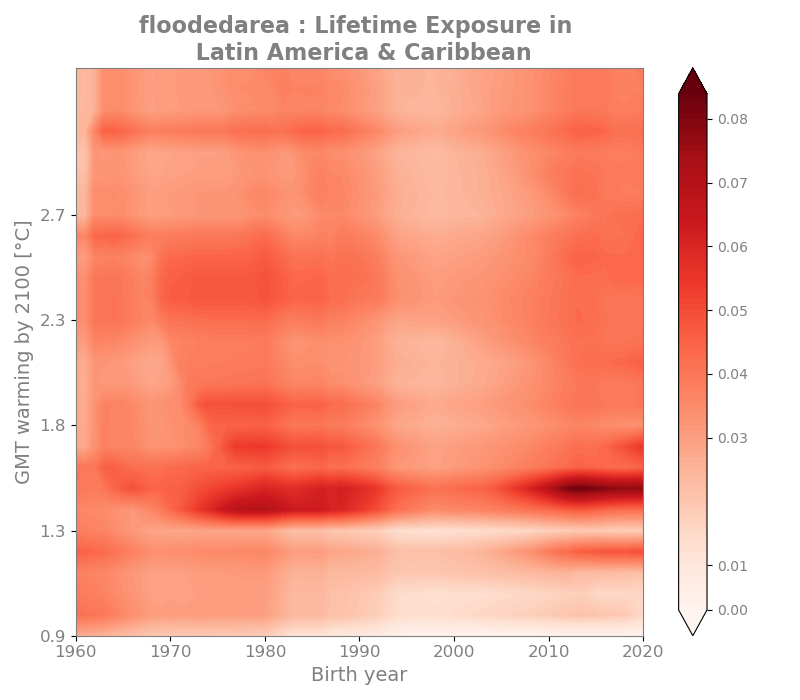 floodedarea : Lifetime Exposure in
Latin America & Caribbean
GMT warming by 2100 [°C]
2.7
2.3
1.8
1.3
0.9
1960 1970 1980 1990 2000 2010 2020
Birth year
0.08
0.07
0.06
0.05
0.04
0.03
0.01
0.00